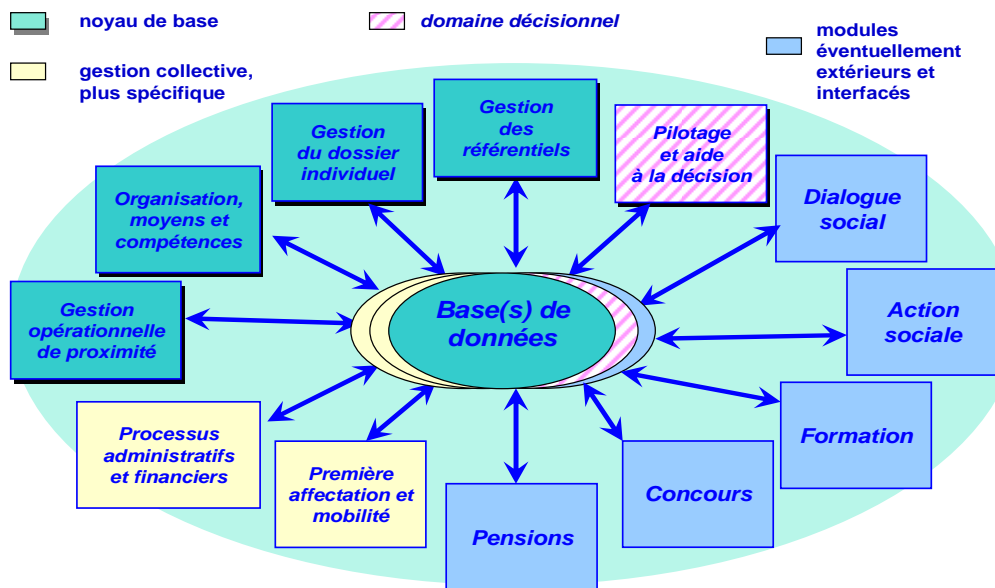 noyau de base
domaine décisionnel
modules
éventuellement
extérieurs et
interfacés
gestion collective,
plus spécifique
Gestion
des
référentiels
Gestion
du dossier
individuel
Pilotage
et aide
à la décision
Organisation,
moyens et
compétences
Dialogue
social
Gestion
opérationnelle
de proximité
Base(s) de
données
Action
sociale
Processus
administratifs
et financiers
Première
affectation et
mobilité
Pensions
Concours
Formation